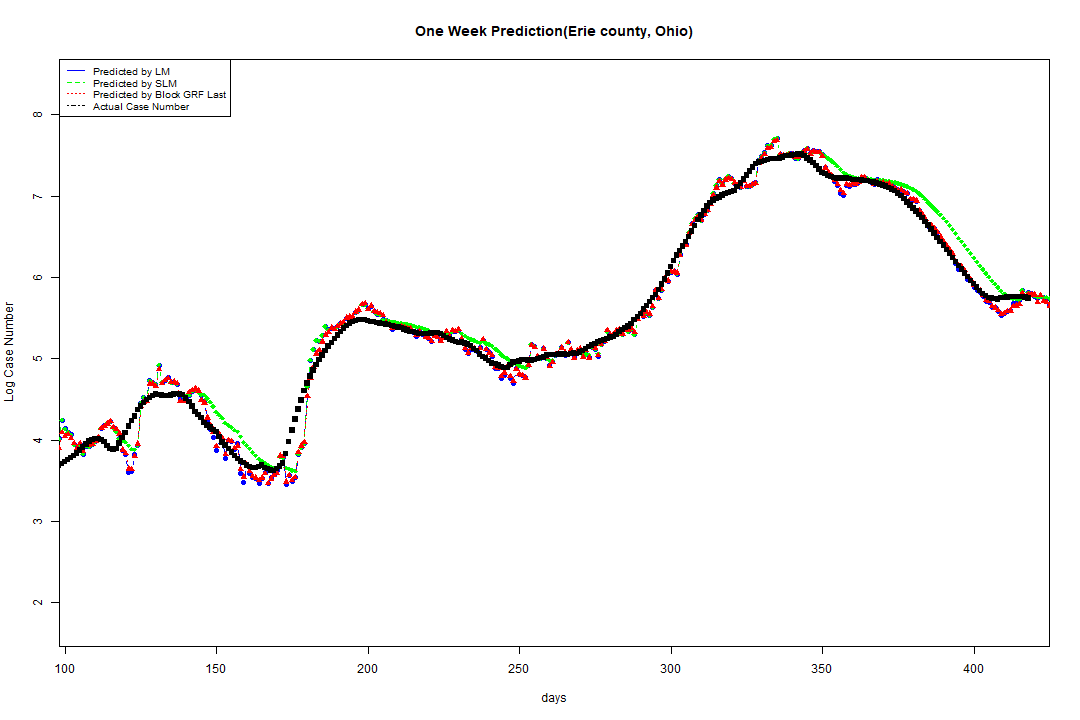 One Week Prediction(Erie county, Ohio)
Predicted by LM
Predicted by SLM
Predicted by Block GRF Last
Actual Case Number
8
7
6
5
4
3
2
Log Case Number
100 150 200 250 300 350 400
days